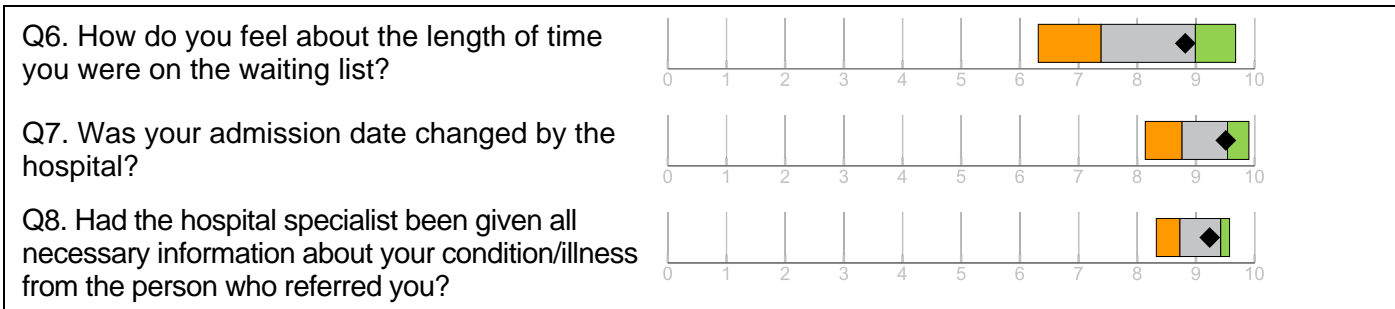 Q6. How do you feel about the length of time
you were on the waiting list?
0 1 2 3 4 5 6 7 8 9 10
Q7. Was your admission date changed by the
hospital?
0 1 2 3 4 5 6 7 8 9 10
Q8. Had the hospital specialist been given all
necessary information about your condition/illness
from the person who referred you?
0 1 2 3 4 5 6 7 8 9 10